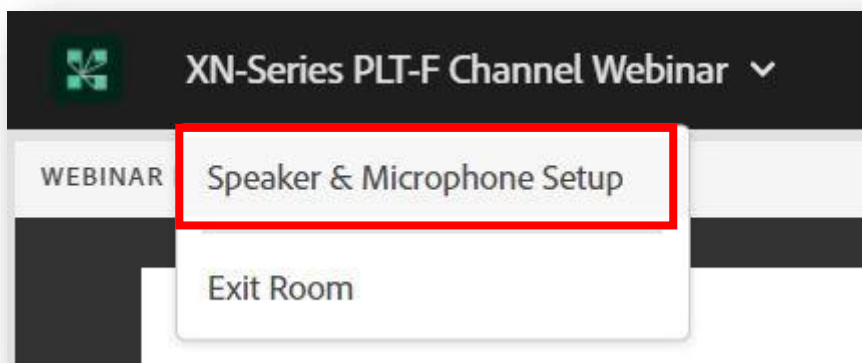 XN-Series PLT-F Channel Webinar
WEBINAR
Speaker & Microphone Setup
Exit Room